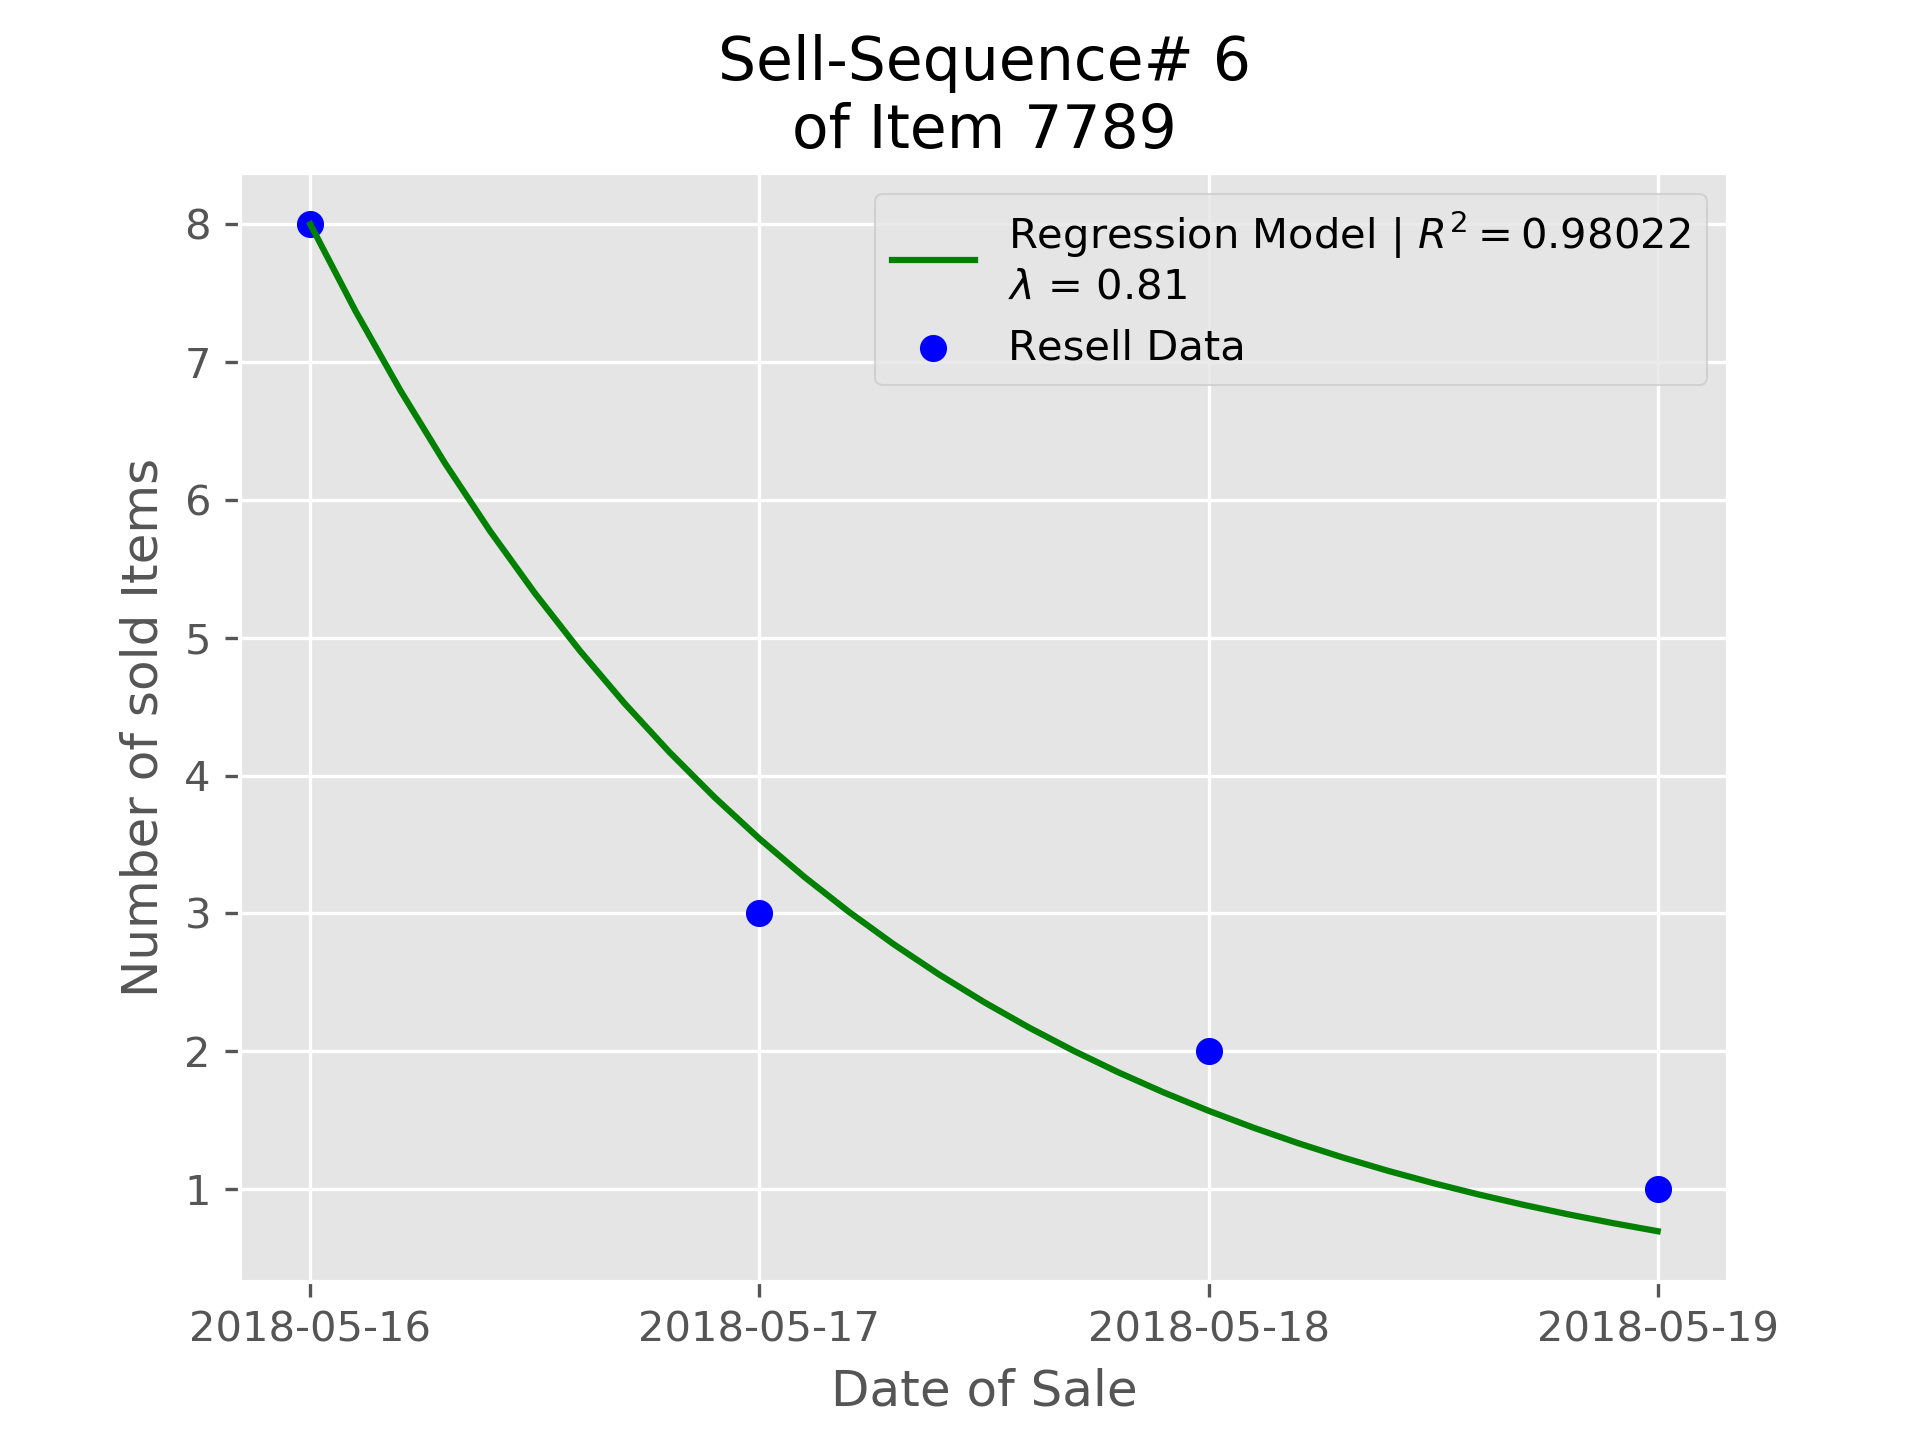 Sell-Sequence# 6
of Item 7789
Regression Model | R² = 0.98022
λ = 0.81
Resell Data
8
7
6
5
4
3
2
1
Number of sold Items
2018-05-16 2018-05-17 2018-05-18 2018-05-19
Date of Sale